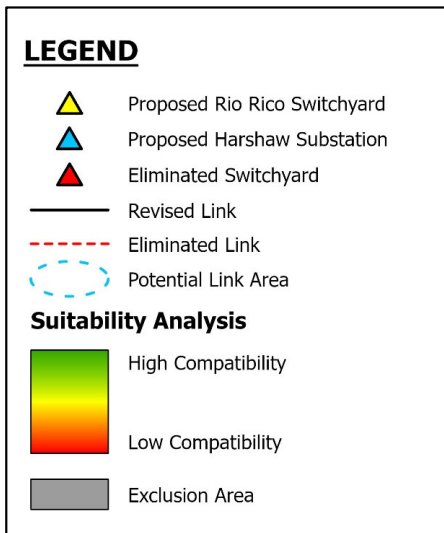 LEGEND
Proposed Rio Rico Switchyard
Proposed Harshaw Substation
Eliminated Switchyard
Revised Link
Eliminated Link
Potential Link Area
Suitability Analysis
High Compatibility
Low Compatibility
Exclusion Area